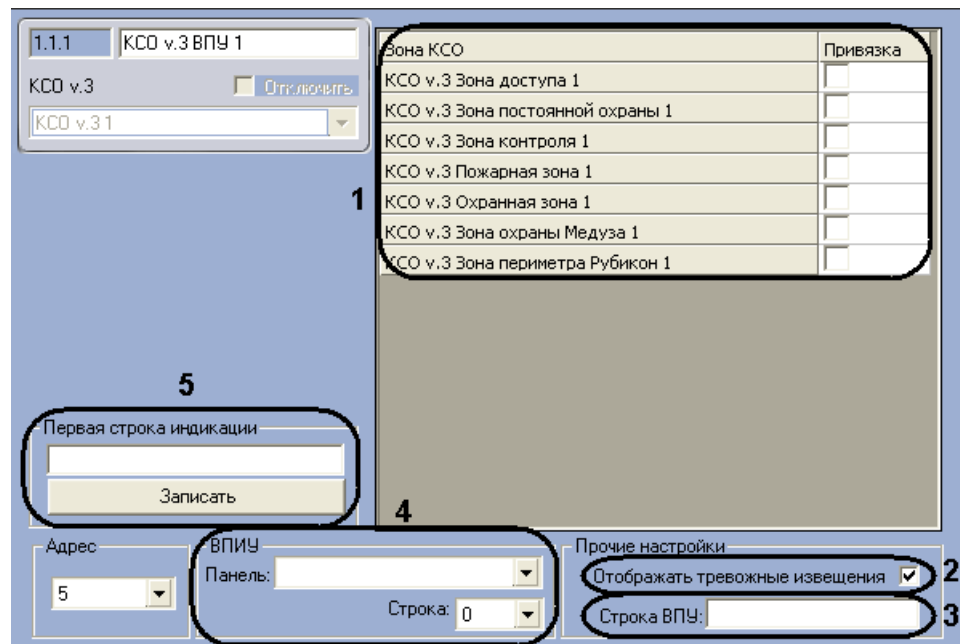 1.1.1 КСО v.3 ВПУ 1
КСО v.3 Отключить
КСО v.3 1
Зона КСО Привязка
КСО v.3 Зона доступа 1
КСО v.3 Зона постоянной охраны 1
КСО v.3 Зона контроля 1
КСО v.3 Пожарная зона 1
КСО v.3 Охранная зона 1
КСО v.3 Зона охраны Медуза 1
КСО v.3 Зона периметра Рубикон 1
1
5
Первая строка индикации
Записать
4
Адрес
5
ВПИУ
Панель:
Строка: 0
Прочие настройки
Отображать тревожные извещения 2
Строка ВПУ: 3